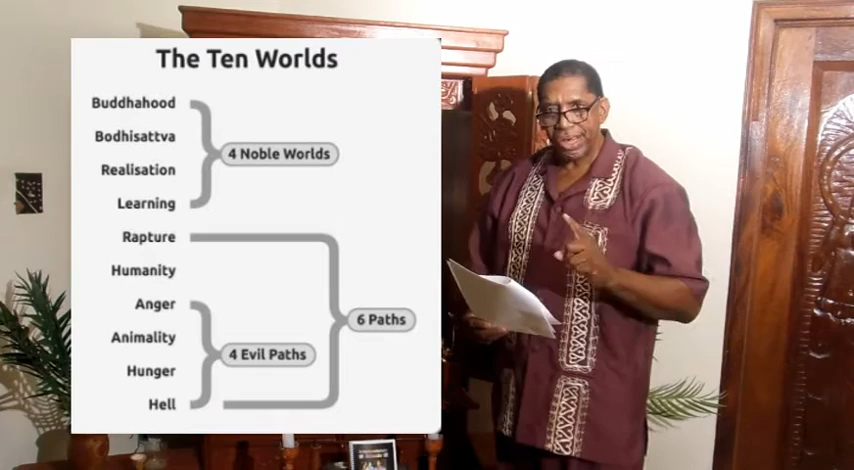 The Ten Worlds
Buddhahood
Bodhisattva
4 Noble Worlds
Realisation
Learning
Rapture
Humanity
Anger
6 Paths
Animality
4 Evil Paths
Hunger
Hell